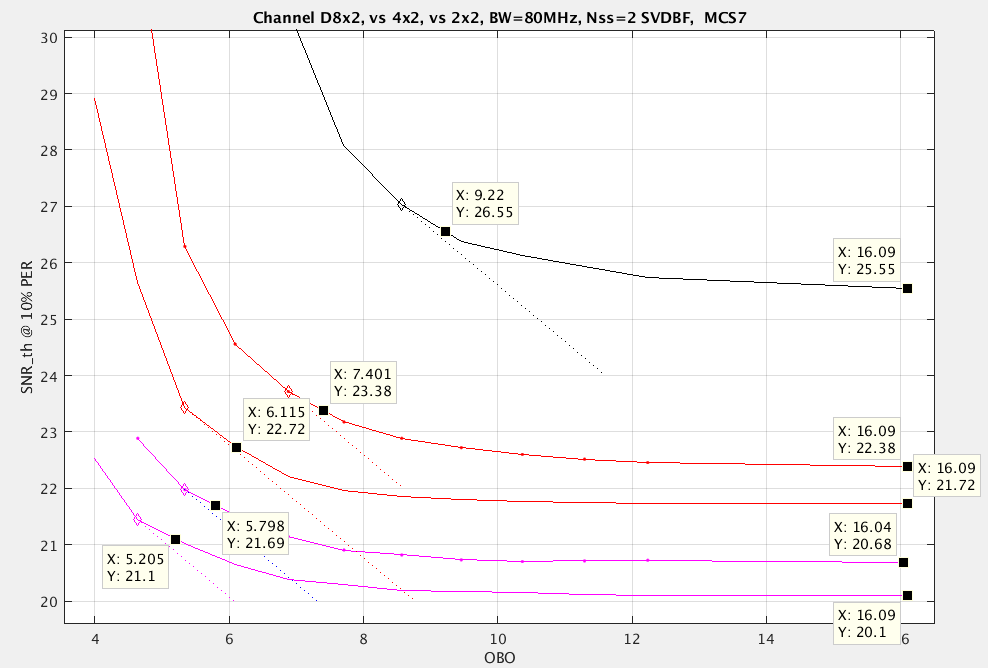 Channel D8x2, vs 4x2, vs 2x2, BW=80MHz, Nss=2 SVDBF,  MCS7
30
29
28
27
26
25
24
23
22
21
20
SNR_th @ 10% PER
X: 9.22
Y: 26.55
X: 16.09
Y: 25.55
X: 7.401
Y: 23.38
X: 6.115
Y: 22.72
X: 16.09
Y: 22.38
X: 16.09
Y: 21.72
X: 5.798
Y: 21.69
X: 16.04
Y: 20.68
X: 5.205
Y: 21.1
X: 16.09
Y: 20.1
4
6
8
10
12
14
6
OBO